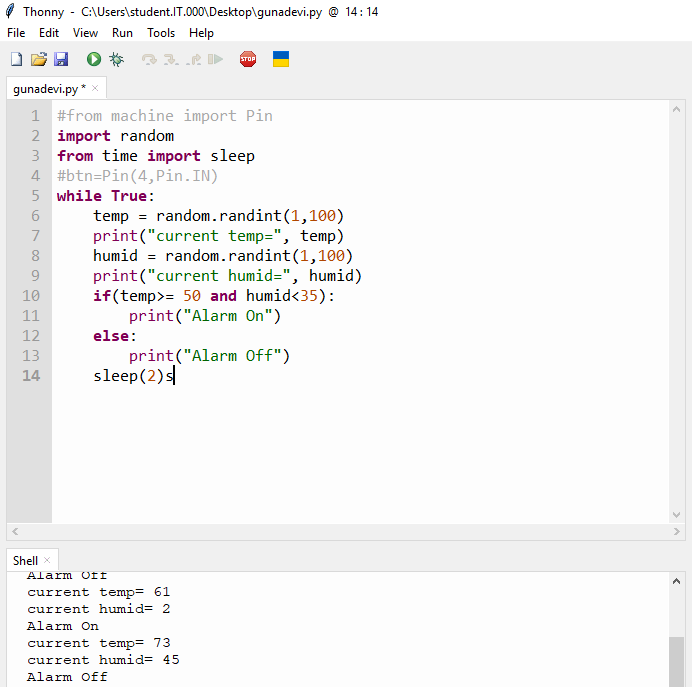 Thonny - C:\Users\student.IT.000\Desktop\gunadevi.py @ 14 : 14
File Edit View Run Tools Help
STOP
gunadevi.py * ×
1 #from machine import Pin
2 import random
3 from time import sleep
4 #btn=Pin(4,Pin.IN)
5 while True:
6     temp = random.randint(1,100)
7     print("current temp=", temp)
8     humid = random.randint(1,100)
9     print("current humid=", humid)
10     if(temp>= 50 and humid<35):
11         print("Alarm On")
12     else:
13         print("Alarm Off")
14     sleep(2)s
Shell ×
Alarm Off
current temp= 61
current humid= 2
Alarm On
current temp= 73
current humid= 45
Alarm Off